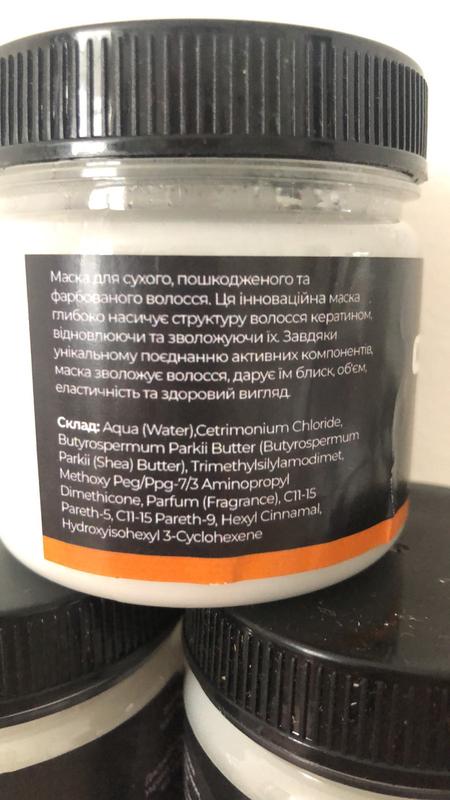 Маска для сухого, пошкодженого та
фарбованого волосся. Ця інноваційна маска
глибоко насичує структуру волосся кератином,
відновлюючи та зволожуючи їх. Завдяки
унікальному поєднанню активних компонентів,
маска зволожує волосся, дарує їм блиск, об'єм,
еластичність та здоровий вигляд.
Склад: Aqua (Water),Cetrimonium Chloride,
Butyrospermum Parkii Butter (Butyrospermum
Parkii (Shea) Butter), Trimethylsilylamodimet,
Methoxy Peg/Ppg-7/3 Aminopropyl
Dimethicone, Parfum (Fragrance), C11-15
Pareth-5, C11-15 Pareth-9, Hexyl Cinnamal,
Hydroxyisohexyl 3-Cyclohexene